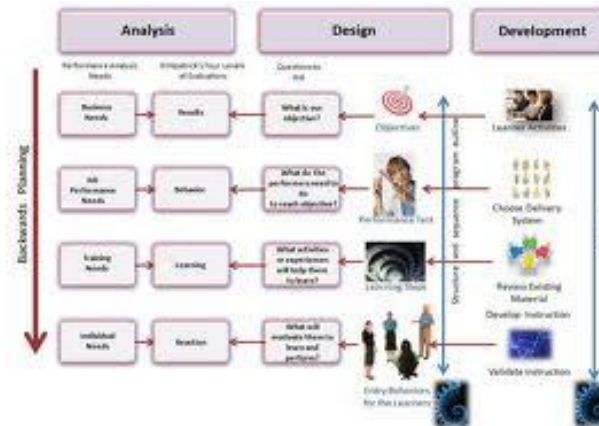 Analysis
Design
Development
Performance Analysis
Needs
Kirkpatrick's Four Levels
of Evaluations
Questions to
Ask
Business
Needs
Results
What is our
objective?
Objectives
Learner Activities
Job
Performance
Needs
Behavior
What do the
performers need to
do
to reach objective?
Performance Test
Choose Delivery
System
Training
Needs
Learning
What activities
or experiences
will help them
to learn?
Learning Steps
Review Existing
Material
Develop Instruction
Individual
Needs
Reaction
What will
motivate them to
learn and
perform?
Entry Behaviors
for the Learners
Validate Instruction
Backwards Planning
Structure and sequence program outline